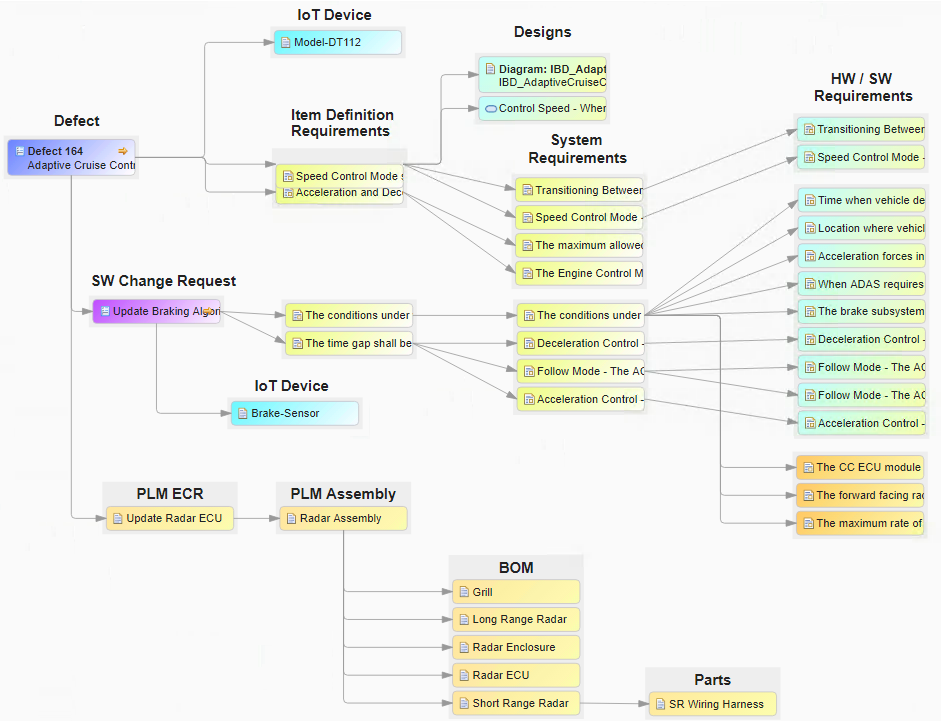 IoT Device
Model-DT112
Designs
Diagram: IBD_Adapt
IBD_AdaptiveCruiseC
Control Speed - When
HW / SW
Requirements
Defect
Defect 164
Adaptive Cruise Contr
Item Definition
Requirements
Speed Control Mode s
Acceleration and Dece
System
Requirements
Transitioning Between
Speed Control Mode -
The maximum allowed
The Engine Control M
Transitioning Between
Speed Control Mode -
Time when vehicle de
Location where vehicl
Acceleration forces in
When ADAS requires
The brake subsystem
Deceleration Control -
Follow Mode - The AC
Follow Mode - The AC
Acceleration Control -
SW Change Request
Update Braking Algori
The conditions under
The time gap shall be
The conditions under
Deceleration Control -
Follow Mode - The AC
Acceleration Control -
IoT Device
Brake-Sensor
The CC ECU module
The forward facing rad
The maximum rate of
PLM ECR
Update Radar ECU
PLM Assembly
Radar Assembly
BOM
Grill
Long Range Radar
Radar Enclosure
Radar ECU
Short Range Radar
Parts
SR Wiring Harness